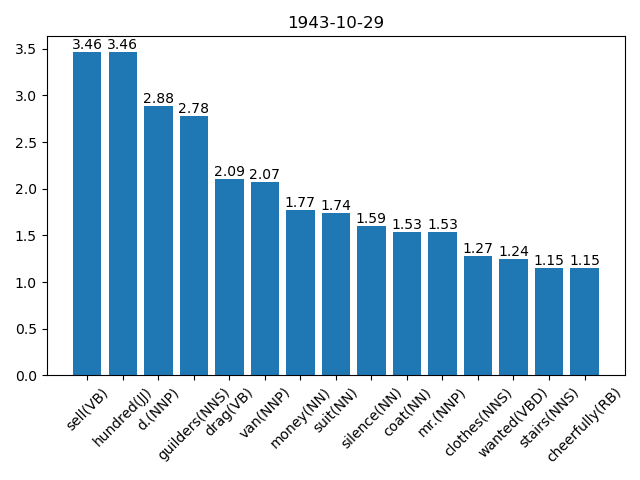 1943-10-29
3.5
3.0
2.5
2.0
1.5
1.0
0.5
0.0
3.46
3.46
2.88
2.78
2.09
2.07
1.77
1.74
1.59
1.53
1.53
1.27
1.24
1.15
1.15
sell(VB)
hundred(JJ)
d.(NNP)
guilders(NNS)
drag(VB)
van(NNP)
money(NN)
suit(NN)
silence(NN)
coat(NN)
mr.(NNP)
clothes(NNS)
wanted(VBD)
stairs(NNS)
cheerfully(RB)